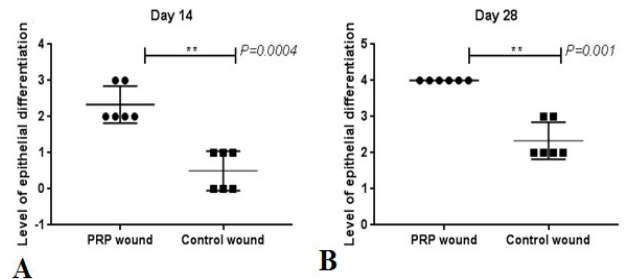 Day 14
Level of epithelial differentiation
4
3
2
1
0
-1
** P=0.0004
PRP wound Control wound
A
Day 28
Level of epithelial differentiation
5
4
3
2
1
0
** P=0.001
PRP wound Control wound
B